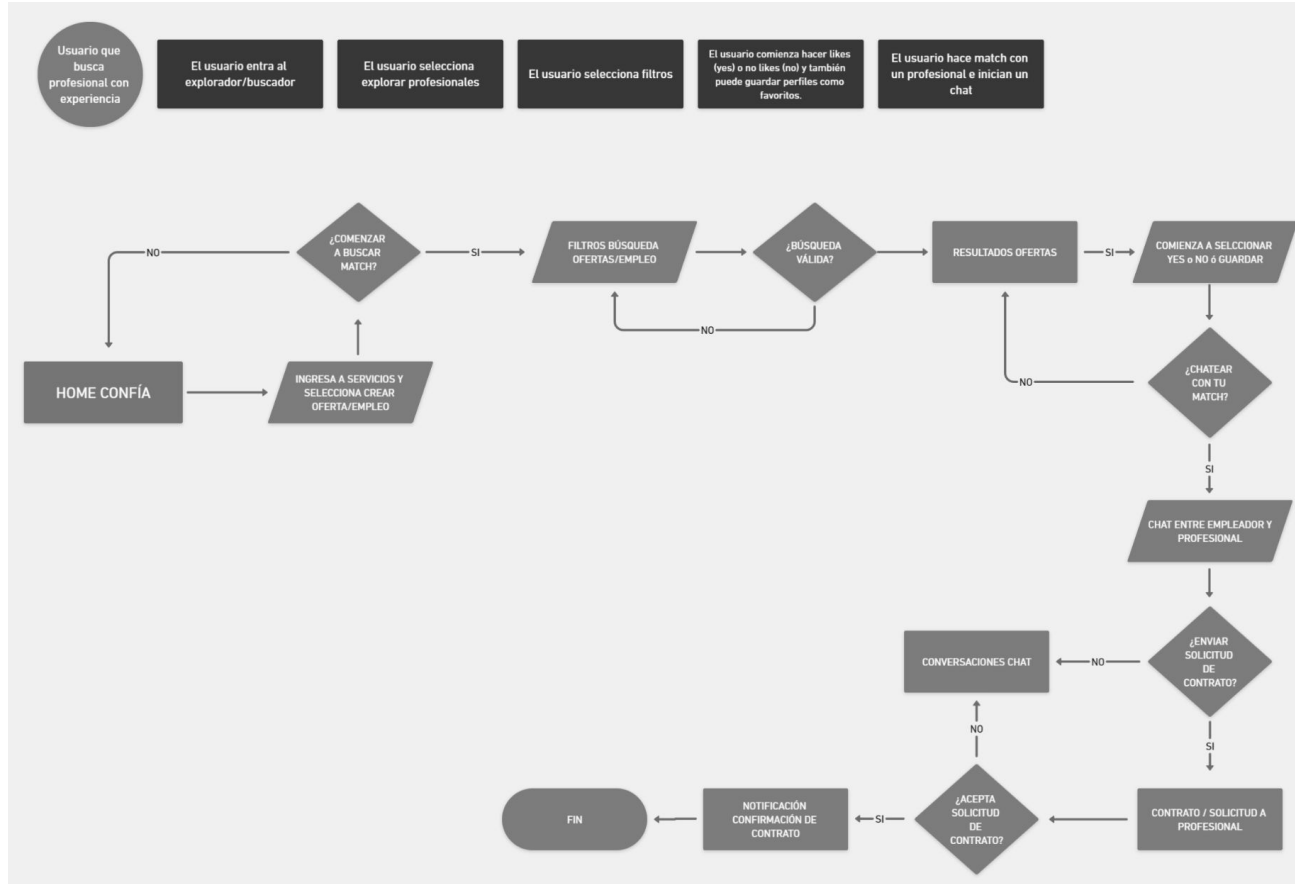 Usuario que
busca
profesional con
experiencia
El usuario entra al
explorador/buscador
El usuario selecciona
explorar profesionales
El usuario selecciona filtros
El usuario comienza hacer likes
(yes) o no likes (no) y también
puede guardar perfiles como
favoritos.
El usuario hace match con
un profesional e inician un
chat
¿COMENZAR
A BUSCAR
MATCH?
NO
SI
FILTROS BÚSQUEDA
OFERTAS/EMPLEO
¿BÚSQUEDA
VÁLIDA?
NO
RESULTADOS OFERTAS
SI
COMIENZA A SELCCIONAR
YES o NO ó GUARDAR
HOME CONFÍA
INGRESA A SERVICIOS Y
SELECCIONA CREAR
OFERTA/EMPLEO
¿CHATEAR
CON TU
MATCH?
NO
SI
CHAT ENTRE EMPLEADOR Y
PROFESIONAL
¿ENVIAR
SOLICITUD
DE
CONTRATO?
NO
CONVERSACIONES CHAT
SI
CONTRATO / SOLICITUD A
PROFESIONAL
¿ACEPTA
SOLICITUD
DE
CONTRATO?
NO
SI
NOTIFICACIÓN
CONFIRMACIÓN DE
CONTRATO
FIN